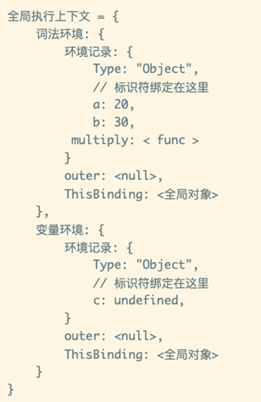 全局执行上下文 = {
词法环境: {
环境记录: {
Type: "Object",
// 标识符绑定在这里
a: 20,
b: 30,
multiply: < func >
}
outer: <null>,
ThisBinding: <全局对象>
},
变量环境: {
环境记录: {
Type: "Object",
// 标识符绑定在这里
c: undefined,
}
outer: <null>,
ThisBinding: <全局对象>
}
}